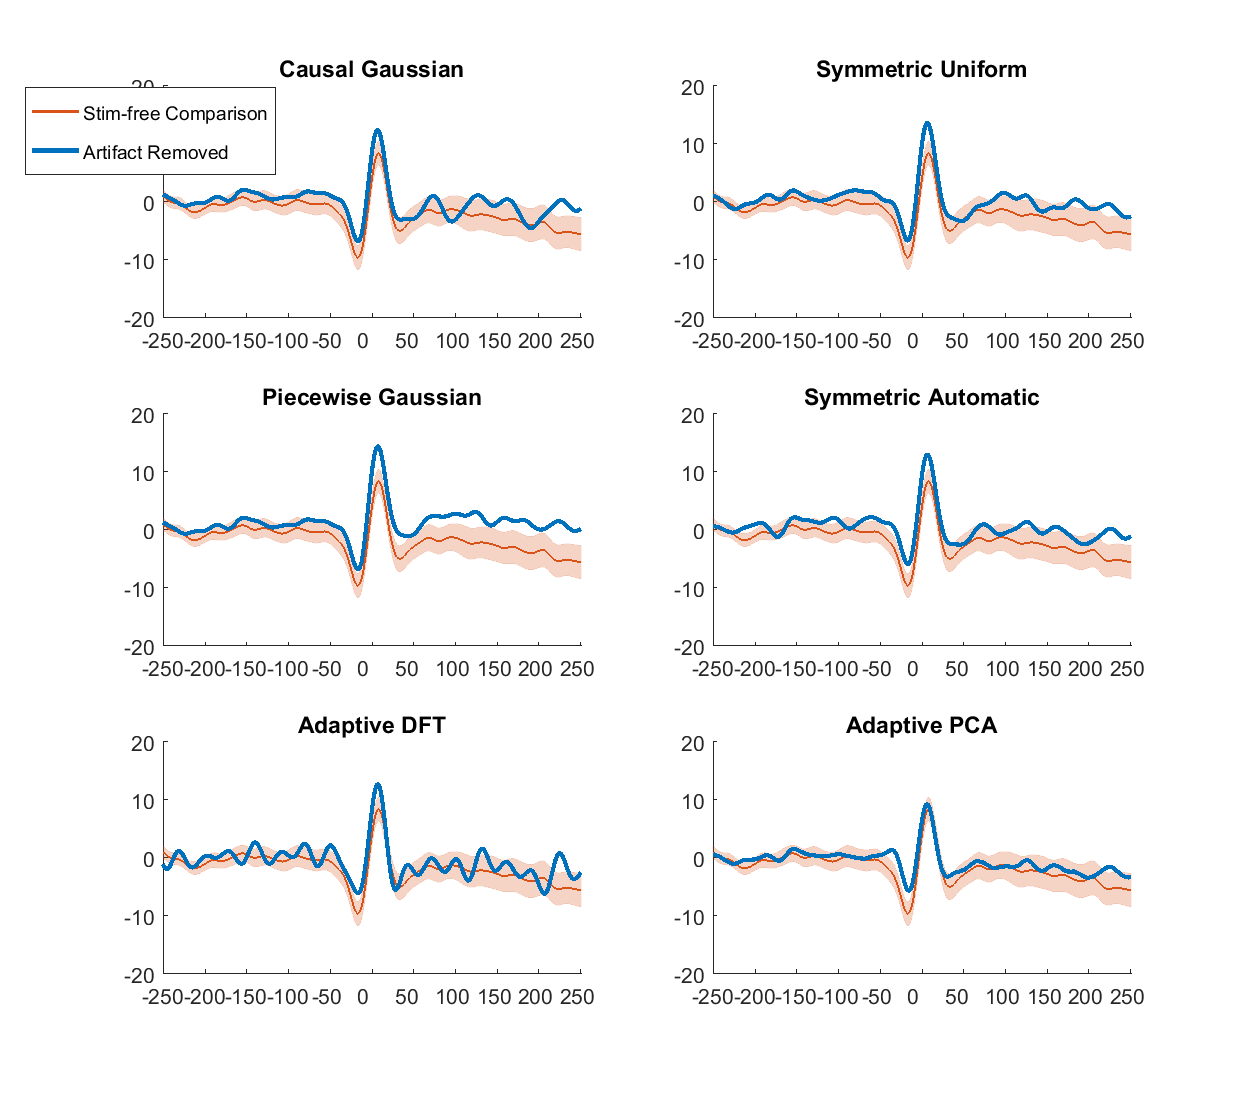 Causal Gaussian
Symmetric Uniform
20
Stim-free Comparison
Artifact Removed
0
-10
-20
-250 -200 -150 -100 -50 0 50 100 150 200 250
20
10
0
-10
-20
-250 -200 -150 -100 -50 0 50 100 150 200 250
Piecewise Gaussian
Symmetric Automatic
20
10
0
-10
-20
-250 -200 -150 -100 -50 0 50 100 150 200 250
20
10
0
-10
-20
-250 -200 -150 -100 -50 0 50 100 150 200 250
Adaptive DFT
Adaptive PCA
20
10
0
-10
-20
-250 -200 -150 -100 -50 0 50 100 150 200 250
20
10
0
-10
-20
-250 -200 -150 -100 -50 0 50 100 150 200 250